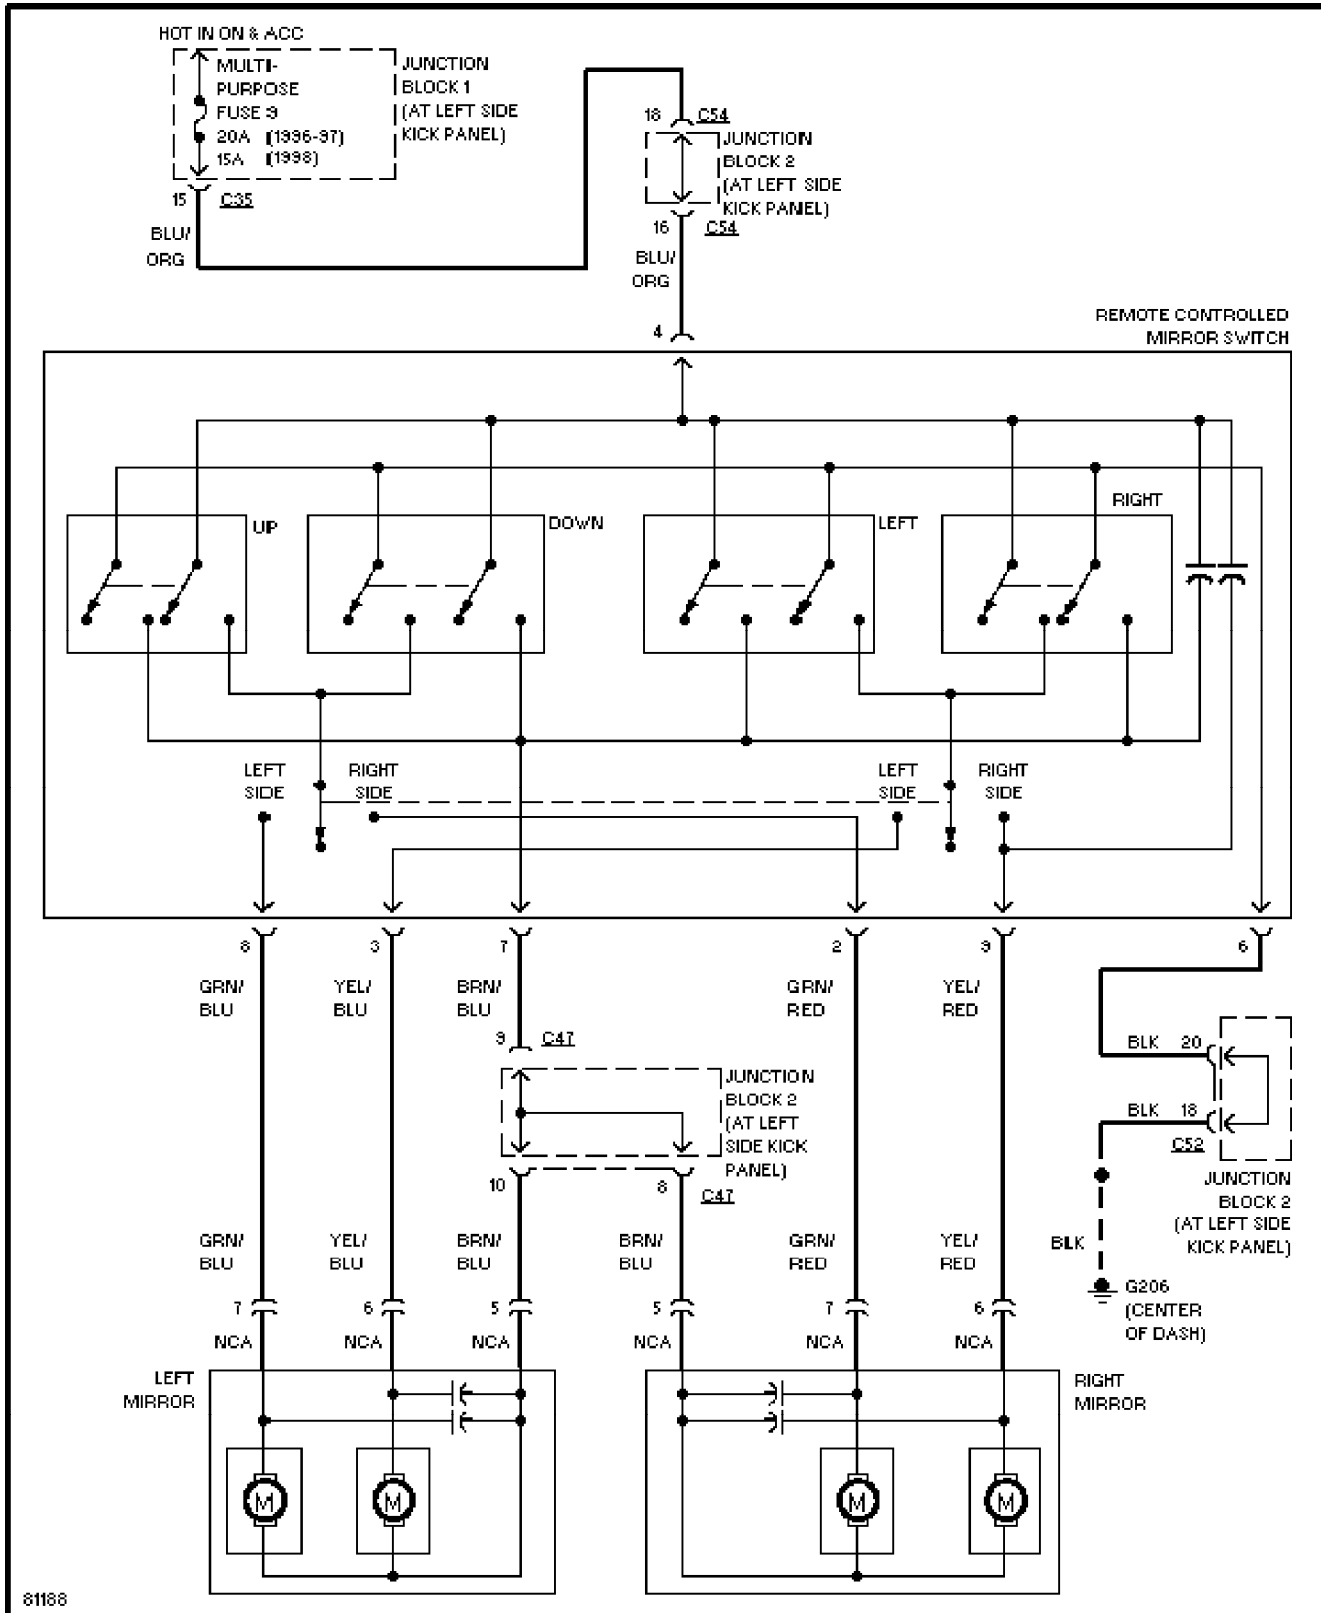 HOT IN ON & ACC
MULTI-
PURPOSE
FUSE 9
20A (1996-97)
15A (1998)
JUNCTION
BLOCK 1
(AT LEFT SIDE
KICK PANEL)
15 C35
BLU/
ORG
18 C54
JUNCTION
BLOCK 2
(AT LEFT SIDE
KICK PANEL)
16 C54
BLU/
ORG
4
REMOTE CONTROLLED
MIRROR SWITCH
UP
DOWN
LEFT
RIGHT
LEFT
SIDE
RIGHT
SIDE
LEFT
SIDE
RIGHT
SIDE
8 3 7 2 9 6
GRN/
BLU
YEL/
BLU
BRN/
BLU
GRN/
RED
YEL/
RED
9 C47
JUNCTION
BLOCK 2
(AT LEFT
SIDE KICK
PANEL)
10 8 C47
BLK 20
BLK 18
C52
JUNCTION
BLOCK 2
(AT LEFT SIDE
KICK PANEL)
BLK
G206
(CENTER
OF DASH)
GRN/
BLU
YEL/
BLU
BRN/
BLU
BRN/
BLU
GRN/
RED
YEL/
RED
7 6 5 5 7 6
NCA NCA NCA NCA NCA NCA
LEFT
MIRROR
RIGHT
MIRROR
M M M M
81188